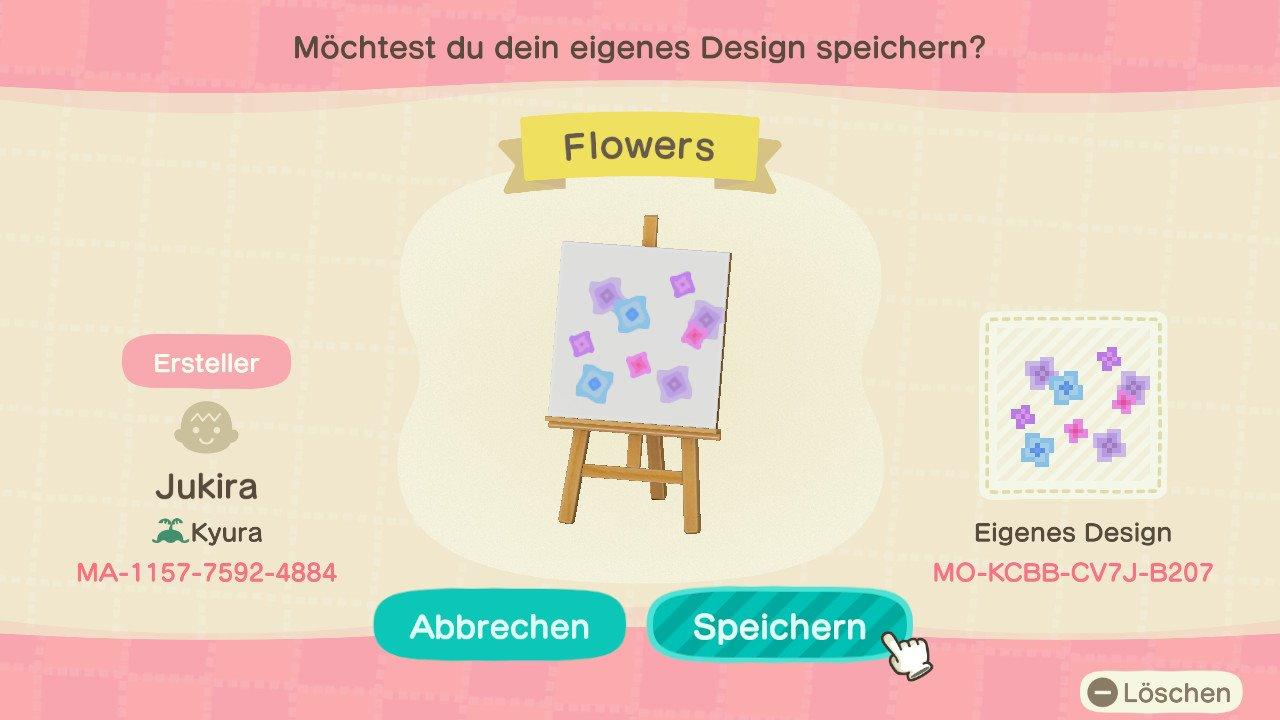 Möchtest du dein eigenes Design speichern?
Flowers
Ersteller
Jukira
Kyura
MA-1157-7592-4884
Eigenes Design
MO-KCBB-CV7J-B207
Abbrechen
Speichern
Löschen